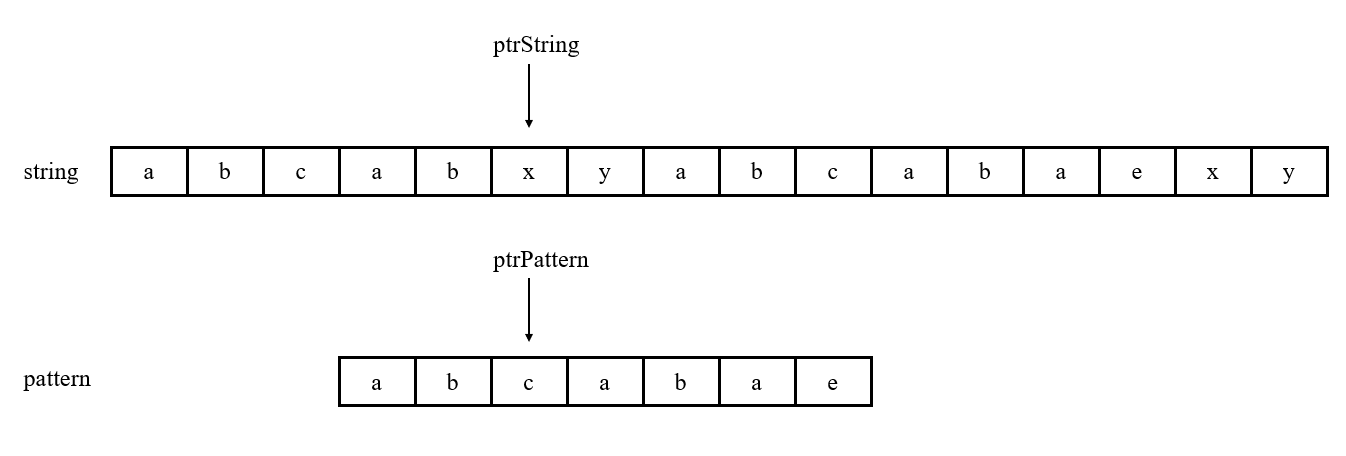 ptrString
string a b c a b x y a b c a b a e x y
ptrPattern
pattern a b c a b a e